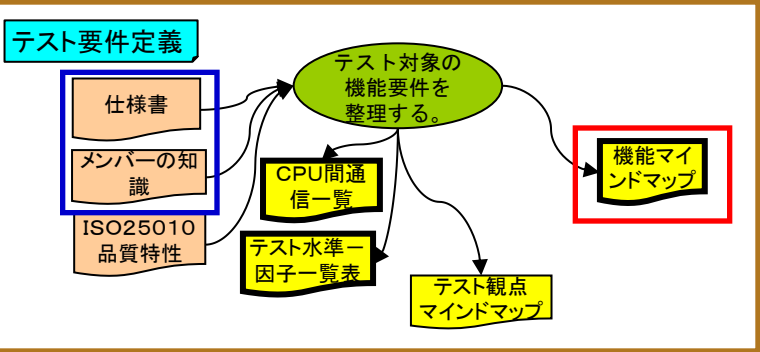 テスト要件定義
テスト対象の
機能要件を
整理する。
仕様書
メンバーの知
識
ISO25010
品質特性
CPU間通
信一覧
テスト水準－
因子一覧表
テスト観点
マインドマップ
機能マイ
ンドマップ